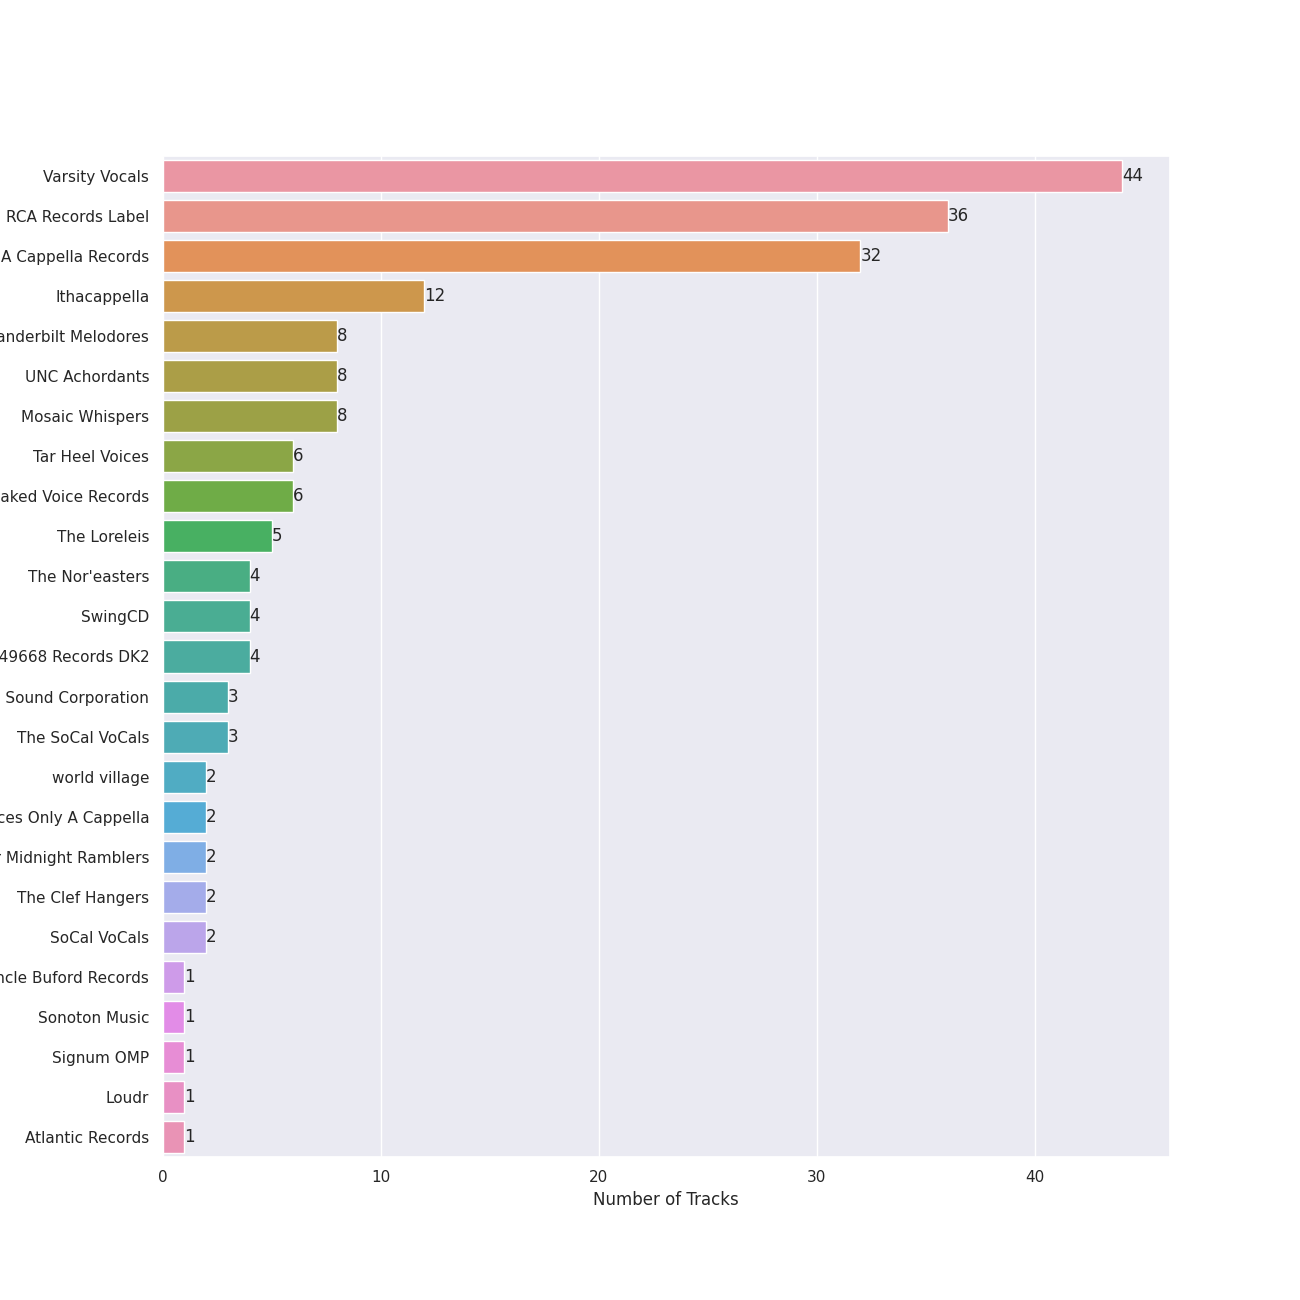 Varsity Vocals 44
RCA Records Label 36
A Cappella Records 32
Ithacappella 12
anderbilt Melodores 8
UNC Achordants 8
Mosaic Whispers 8
Tar Heel Voices 6
aked Voice Records 6
The Loreleis 5
The Nor'easters 4
SwingCD 4
49668 Records DK2 4
Sound Corporation 3
The SoCal VoCals 3
world village 2
ces Only A Cappella 2
Midnight Ramblers 2
The Clef Hangers 2
SoCal VoCals 2
ncle Buford Records 1
Sonoton Music 1
Signum OMP 1
Loudr 1
Atlantic Records 1
0 10 20 30 40
Number of Tracks